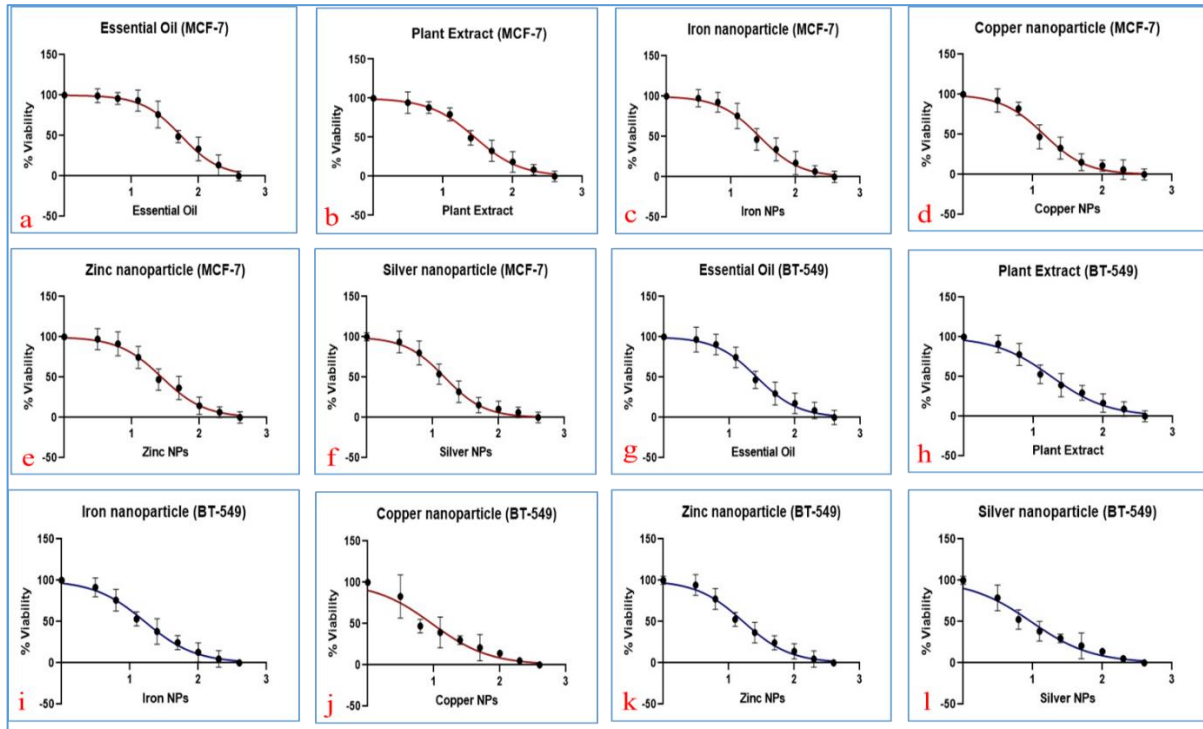 Essential Oil (MCF-7)
150
100
50
0
-50
% Viability
1
2
3
Essential Oil
a
Plant Extract (MCF-7)
150
100
50
0
-50
% Viability
1
2
3
Plant Extract
b
Iron nanoparticle (MCF-7)
150
100
50
0
-50
% Viability
1
2
3
Iron NPs
c
Copper nanoparticle (MCF-7)
150
100
50
0
-50
% Viability
1
2
3
Copper NPs
d
Zinc nanoparticle (MCF-7)
150
100
50
0
-50
% Viability
1
2
3
Zinc NPs
e
Silver nanoparticle (MCF-7)
150
100
50
0
-50
% Viability
1
2
3
Silver NPs
f
Essential Oil (BT-549)
150
100
50
0
-50
% Viability
1
2
3
Essential Oil
g
Plant Extract (BT-549)
150
100
50
0
-50
% Viability
1
2
3
Plant Extract
h
Iron nanoparticle (BT-549)
150
100
50
0
-50
% Viability
1
2
3
Iron NPs
i
Copper nanoparticle (BT-549)
150
100
50
0
-50
% Viability
1
2
3
Copper NPs
j
Zinc nanoparticle (BT-549)
150
100
50
0
-50
% Viability
1
2
3
Zinc NPs
k
Silver nanoparticle (BT-549)
150
100
50
0
-50
% Viability
1
2
3
Silver NPs
l